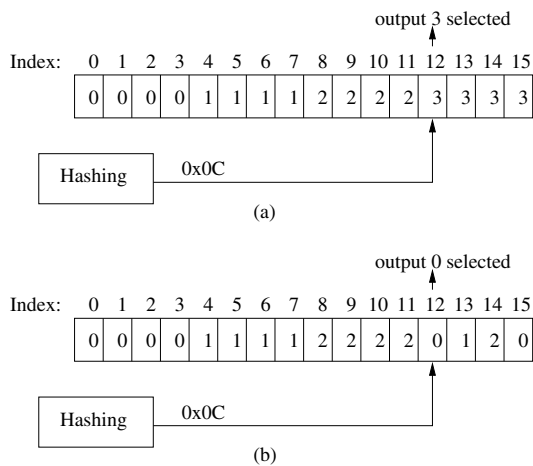 output 3 selected
Index: 0 1 2 3 4 5 6 7 8 9 10 11 12 13 14 15
0 0 0 0 1 1 1 1 2 2 2 2 3 3 3 3
Hashing 0x0C
(a)
output 0 selected
Index: 0 1 2 3 4 5 6 7 8 9 10 11 12 13 14 15
0 0 0 0 1 1 1 1 2 2 2 2 0 1 2 0
Hashing 0x0C
(b)